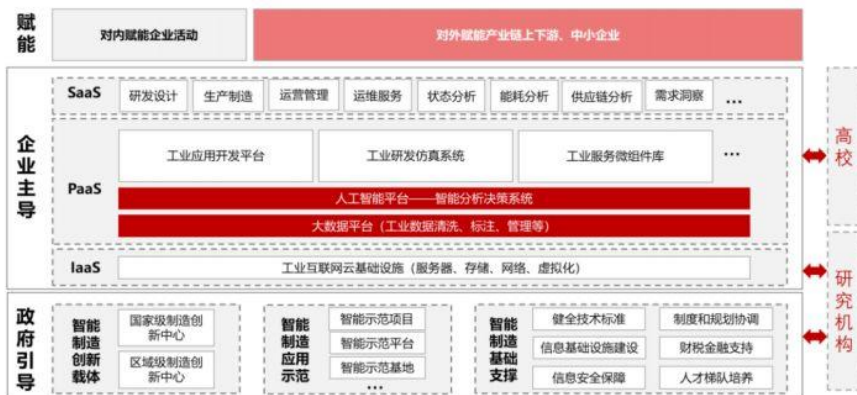 赋能
对内赋能企业活动
对外赋能产业链上下游、中小企业
企业主导
SaaS
研发设计
生产制造
运营管理
运维服务
状态分析
能耗分析
供应链分析
需求洞察
...
PaaS
工业应用开发平台
工业研发仿真系统
工业服务微组件库
...
人工智能平台——智能分析决策系统
大数据平台（工业数据清洗、标注、管理等）
IaaS
工业互联网云基础设施（服务器、存储、网络、虚拟化）
高校
研究机构
政府引导
智能
制造
创新
载体
国家级制造创
新中心
区域级制造创
新中心
智能
制造
应用
示范
智能示范项目
智能示范平台
智能示范基地
...
智能
制造
基础
支撑
健全技术标准
制度和规划协调
信息基础设施建设
财税金融支持
信息安全保障
人才梯队培养